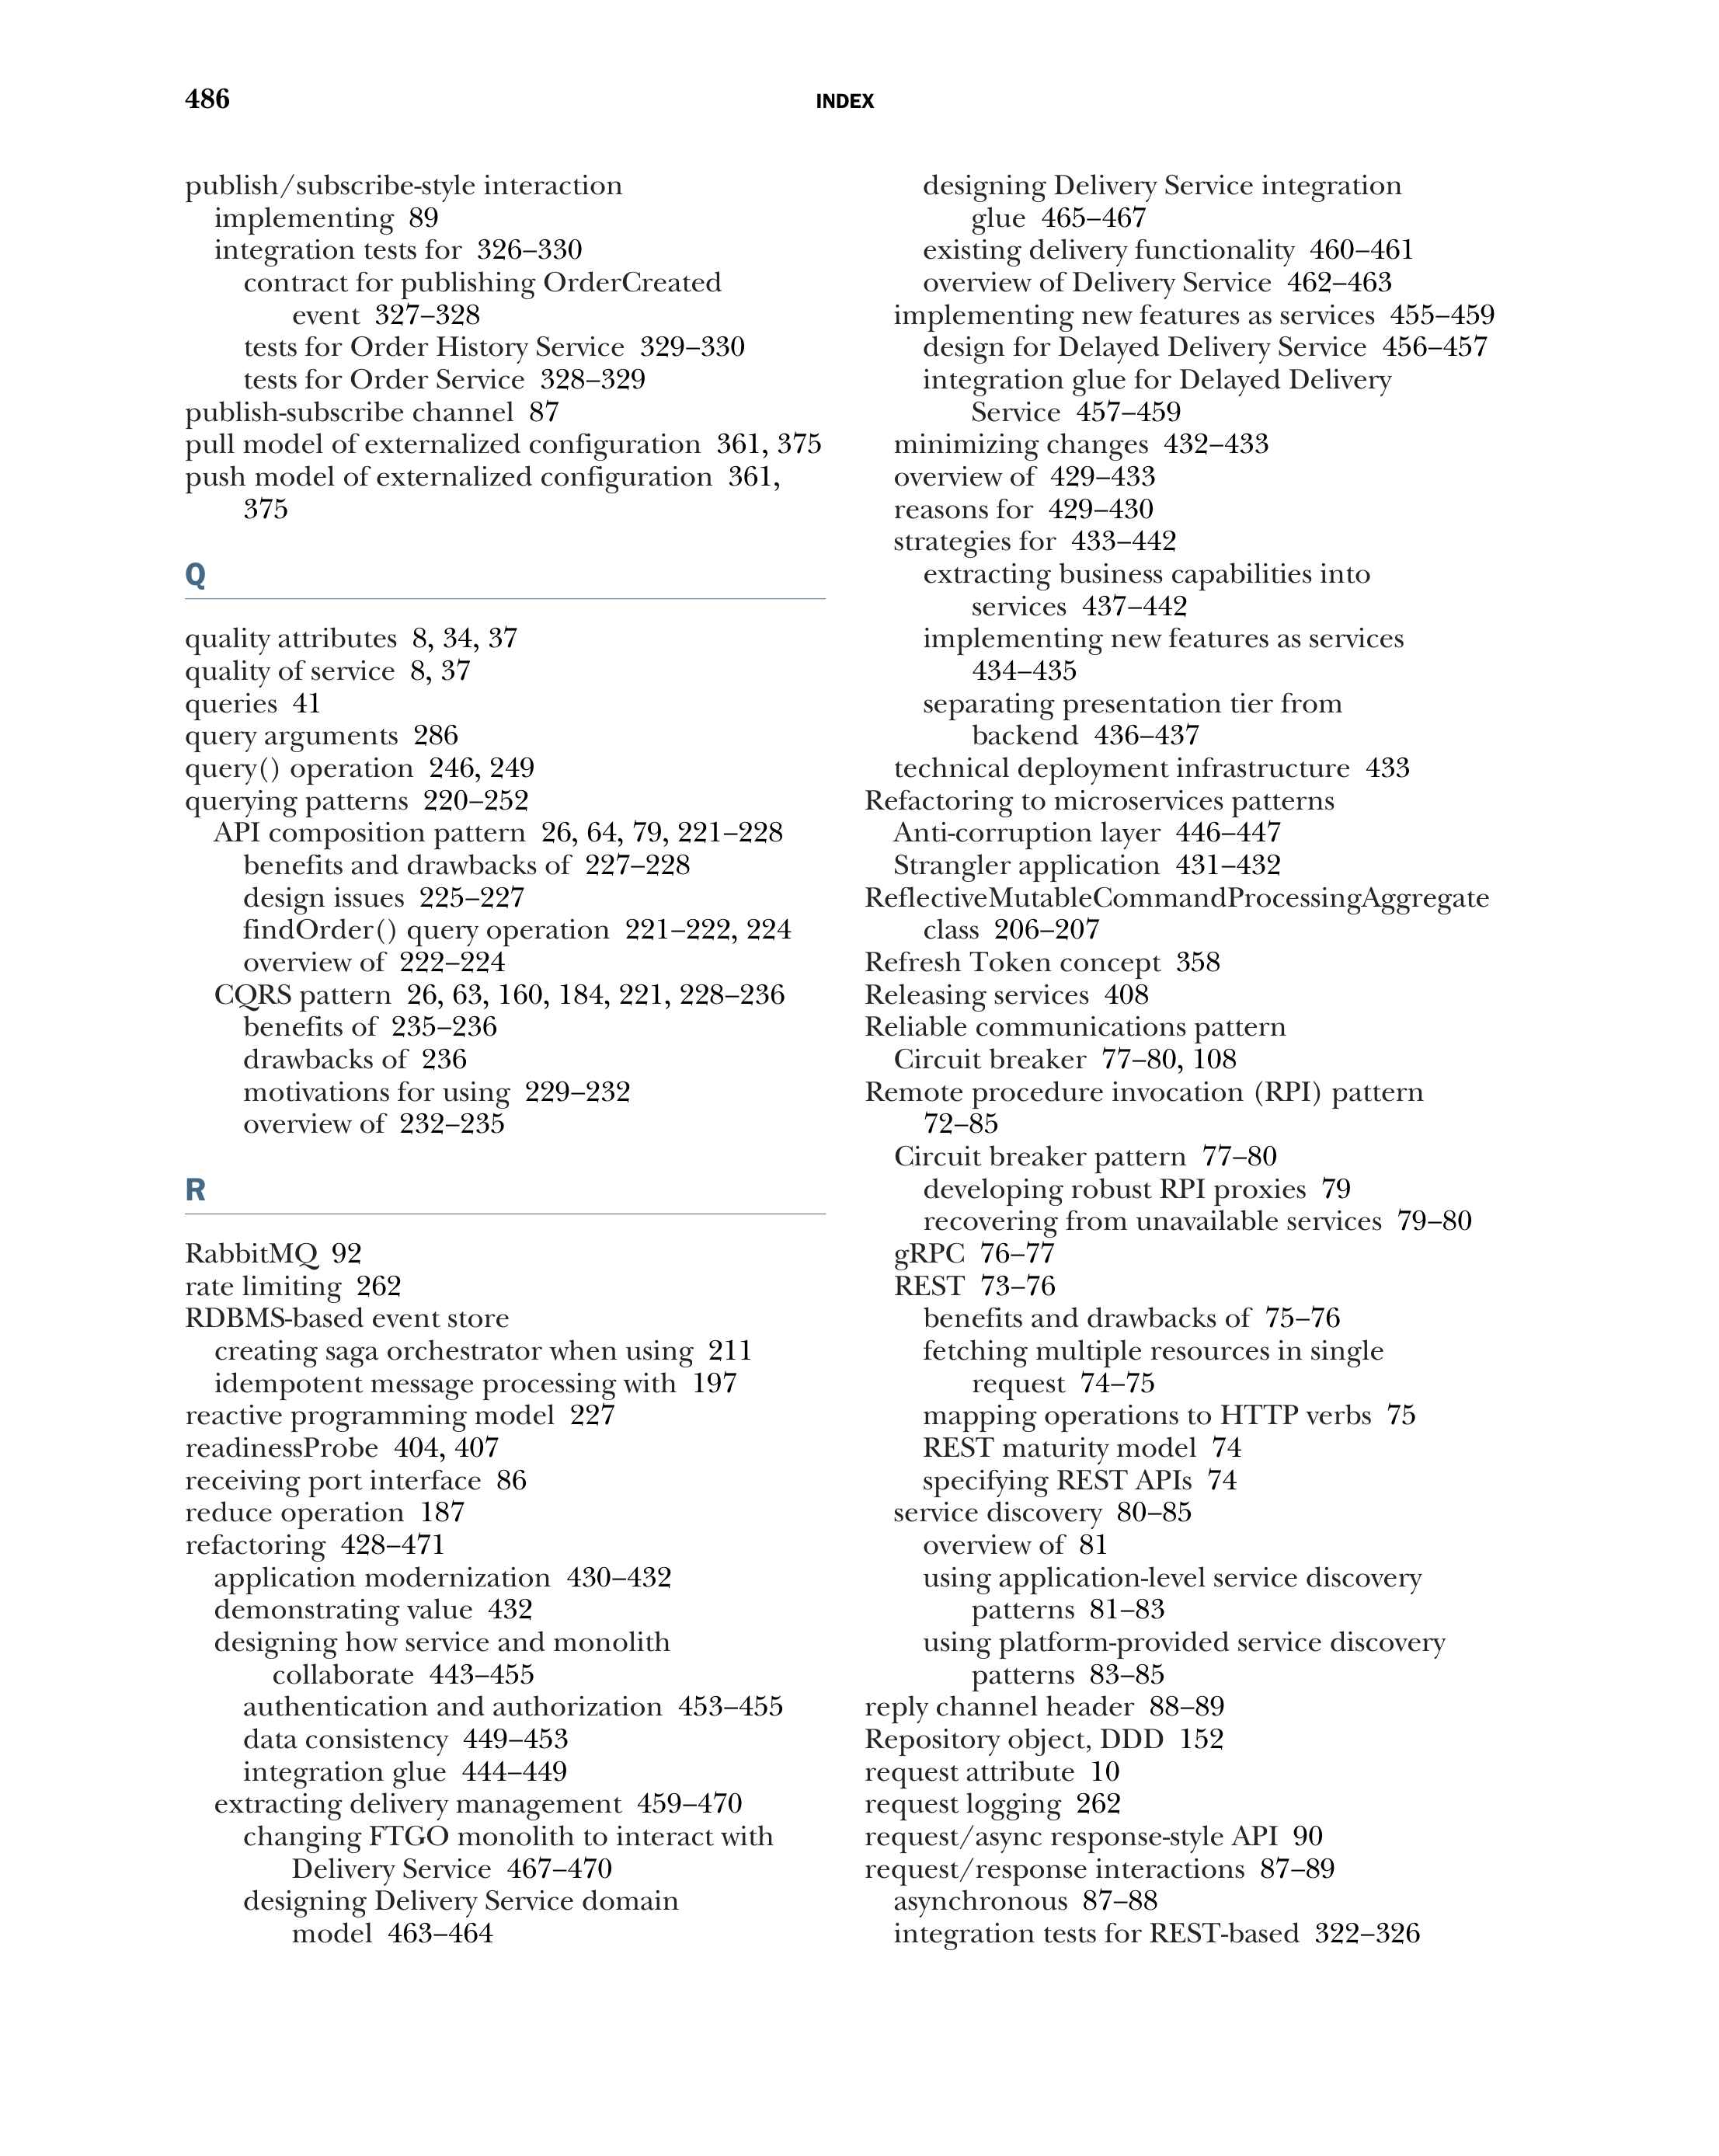 486
INDEX
publish/subscribe-style interaction
implementing 89
integration tests for 326–330
contract for publishing OrderCreated
event 327–328
tests for Order History Service 329–330
tests for Order Service 328–329
publish-subscribe channel 87
pull model of externalized configuration 361, 375
push model of externalized configuration 361,
375
Q
quality attributes 8, 34, 37
quality of service 8, 37
queries 41
query arguments 286
query() operation 246, 249
querying patterns 220–252
API composition pattern 26, 64, 79, 221–228
benefits and drawbacks of 227–228
design issues 225–227
findOrder() query operation 221–222, 224
overview of 222–224
CQRS pattern 26, 63, 160, 184, 221, 228–236
benefits of 235–236
drawbacks of 236
motivations for using 229–232
overview of 232–235
R
RabbitMQ 92
rate limiting 262
RDBMS-based event store
creating saga orchestrator when using 211
idempotent message processing with 197
reactive programming model 227
readinessProbe 404, 407
receiving port interface 86
reduce operation 187
refactoring 428–471
application modernization 430–432
demonstrating value 432
designing how service and monolith
collaborate 443–455
authentication and authorization 453–455
data consistency 449–453
integration glue 444–449
extracting delivery management 459–470
changing FTGO monolith to interact with
Delivery Service 467–470
designing Delivery Service domain
model 463–464
designing Delivery Service integration
glue 465–467
existing delivery functionality 460–461
overview of Delivery Service 462–463
implementing new features as services 455–459
design for Delayed Delivery Service 456–457
integration glue for Delayed Delivery
Service 457–459
minimizing changes 432–433
overview of 429–433
reasons for 429–430
strategies for 433–442
extracting business capabilities into
services 437–442
implementing new features as services
434–435
separating presentation tier from
backend 436–437
technical deployment infrastructure 433
Refactoring to microservices patterns
Anti-corruption layer 446–447
Strangler application 431–432
ReflectiveMutableCommandProcessingAggregate
class 206–207
Refresh Token concept 358
Releasing services 408
Reliable communications pattern
Circuit breaker 77–80, 108
Remote procedure invocation (RPI) pattern
72–85
Circuit breaker pattern 77–80
developing robust RPI proxies 79
recovering from unavailable services 79–80
gRPC 76–77
REST 73–76
benefits and drawbacks of 75–76
fetching multiple resources in single
request 74–75
mapping operations to HTTP verbs 75
REST maturity model 74
specifying REST APIs 74
service discovery 80–85
overview of 81
using application-level service discovery
patterns 81–83
using platform-provided service discovery
patterns 83–85
reply channel header 88–89
Repository object, DDD 152
request attribute 10
request logging 262
request/async response-style API 90
request/response interactions 87–89
asynchronous 87–88
integration tests for REST-based 322–326